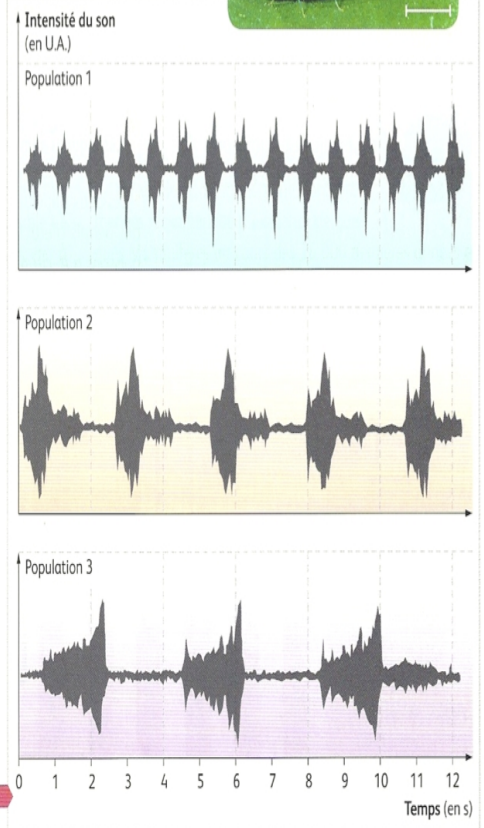 Intensité du son
(en U.A.)
Population 1
Population 2
Population 3
0 1 2 3 4 5 6 7 8 9 10 11 12
Temps (en s)